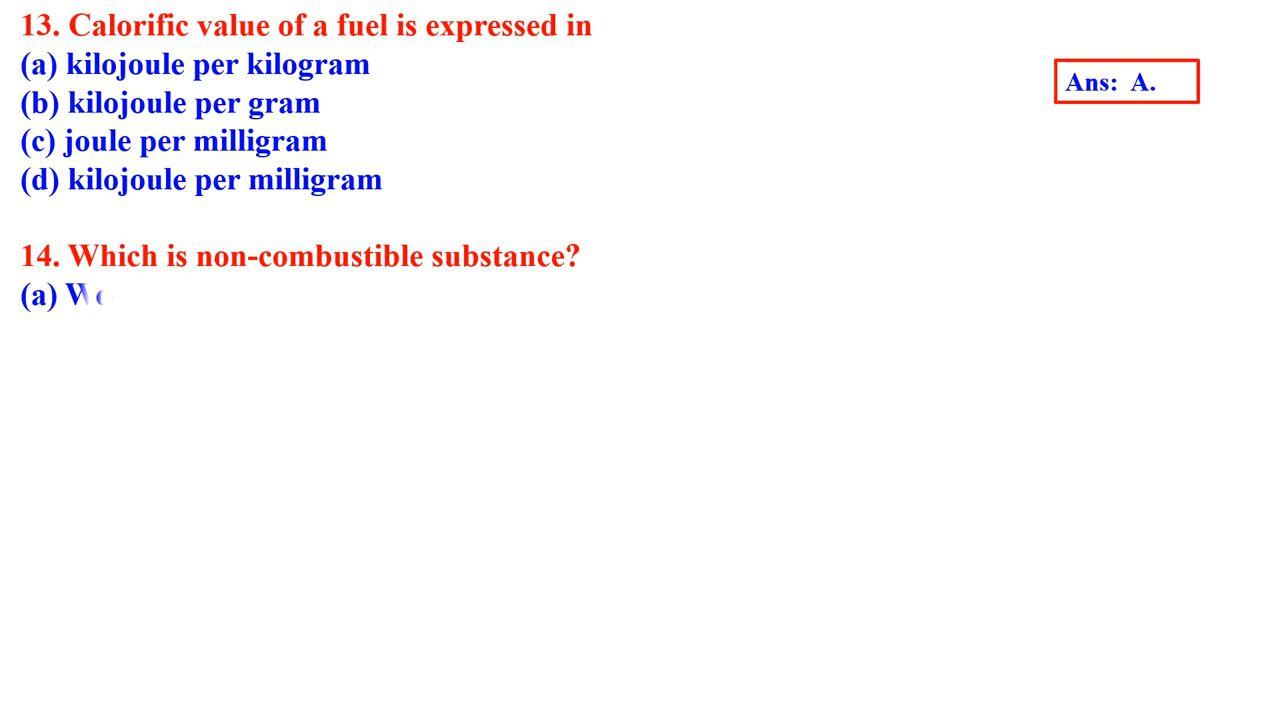 13. Calorific value of a fuel is expressed in
(a) kilojoule per kilogram
Ans: A.
(b) kilojoule per gram
(c) joule per milligram
(d) kilojoule per milligram
14. Which is non-combustible substance?
(a)